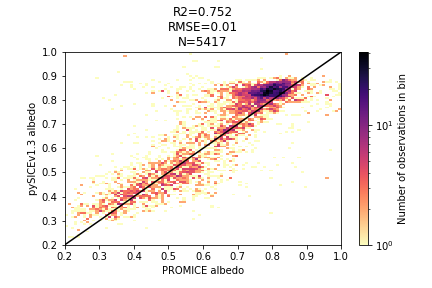 R2=0.752
RMSE=0.01
N=5417
1.0
0.9
0.8
0.7
0.6
0.5
0.4
0.3
0.2
pySICEv1.3 albedo
0.2 0.3 0.4 0.5 0.6 0.7 0.8 0.9 1.0
PROMICE albedo
10¹
10⁰
Number of observations in bin